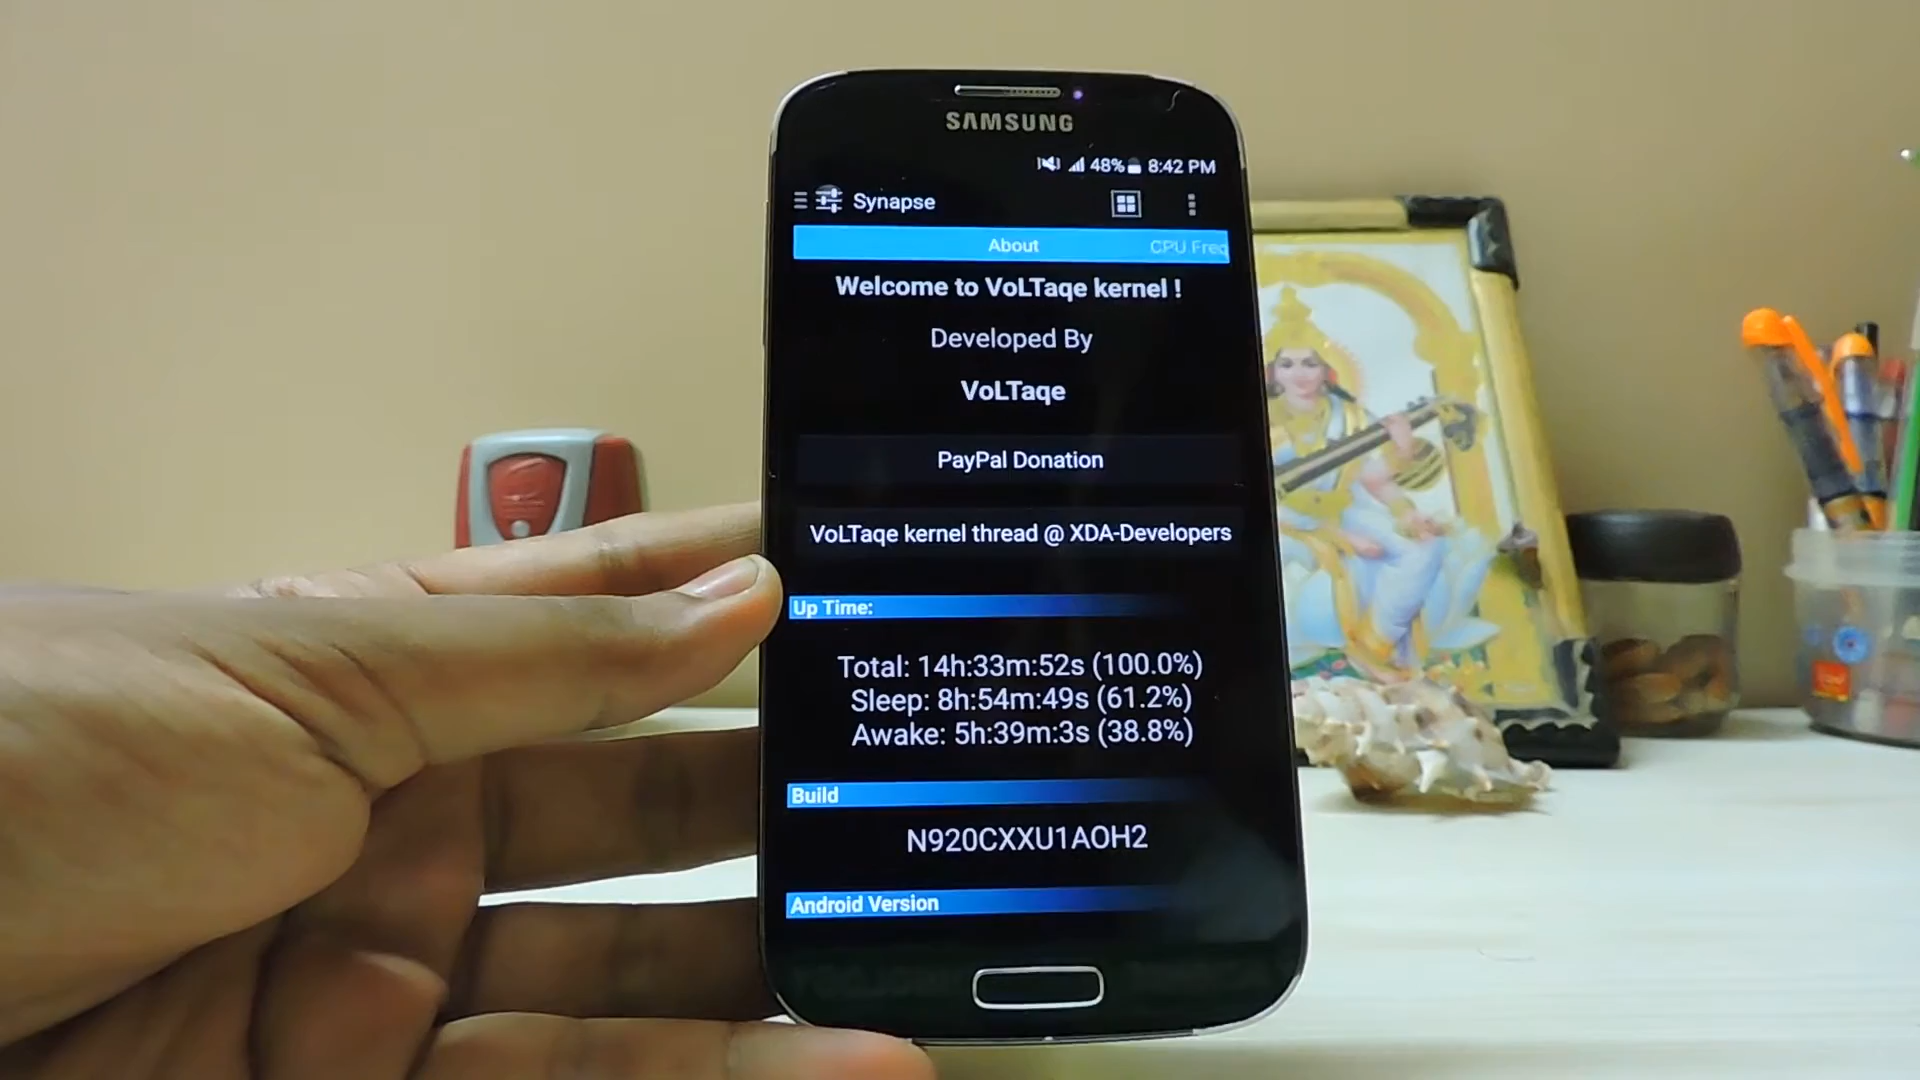 SAMSUNG
48% 8:42 PM
Synapse
About
CPU Freq
Welcome to VoLTaqe kernel !
Developed By
VoLTaqe
PayPal Donation
VoLTaqe kernel thread @ XDA-Developers
Up Time:
Total: 14h:33m:52s (100.0%)
Sleep: 8h:54m:49s (61.2%)
Awake: 5h:39m:3s (38.8%)
Build
N920CXXU1AOH2
Android Version